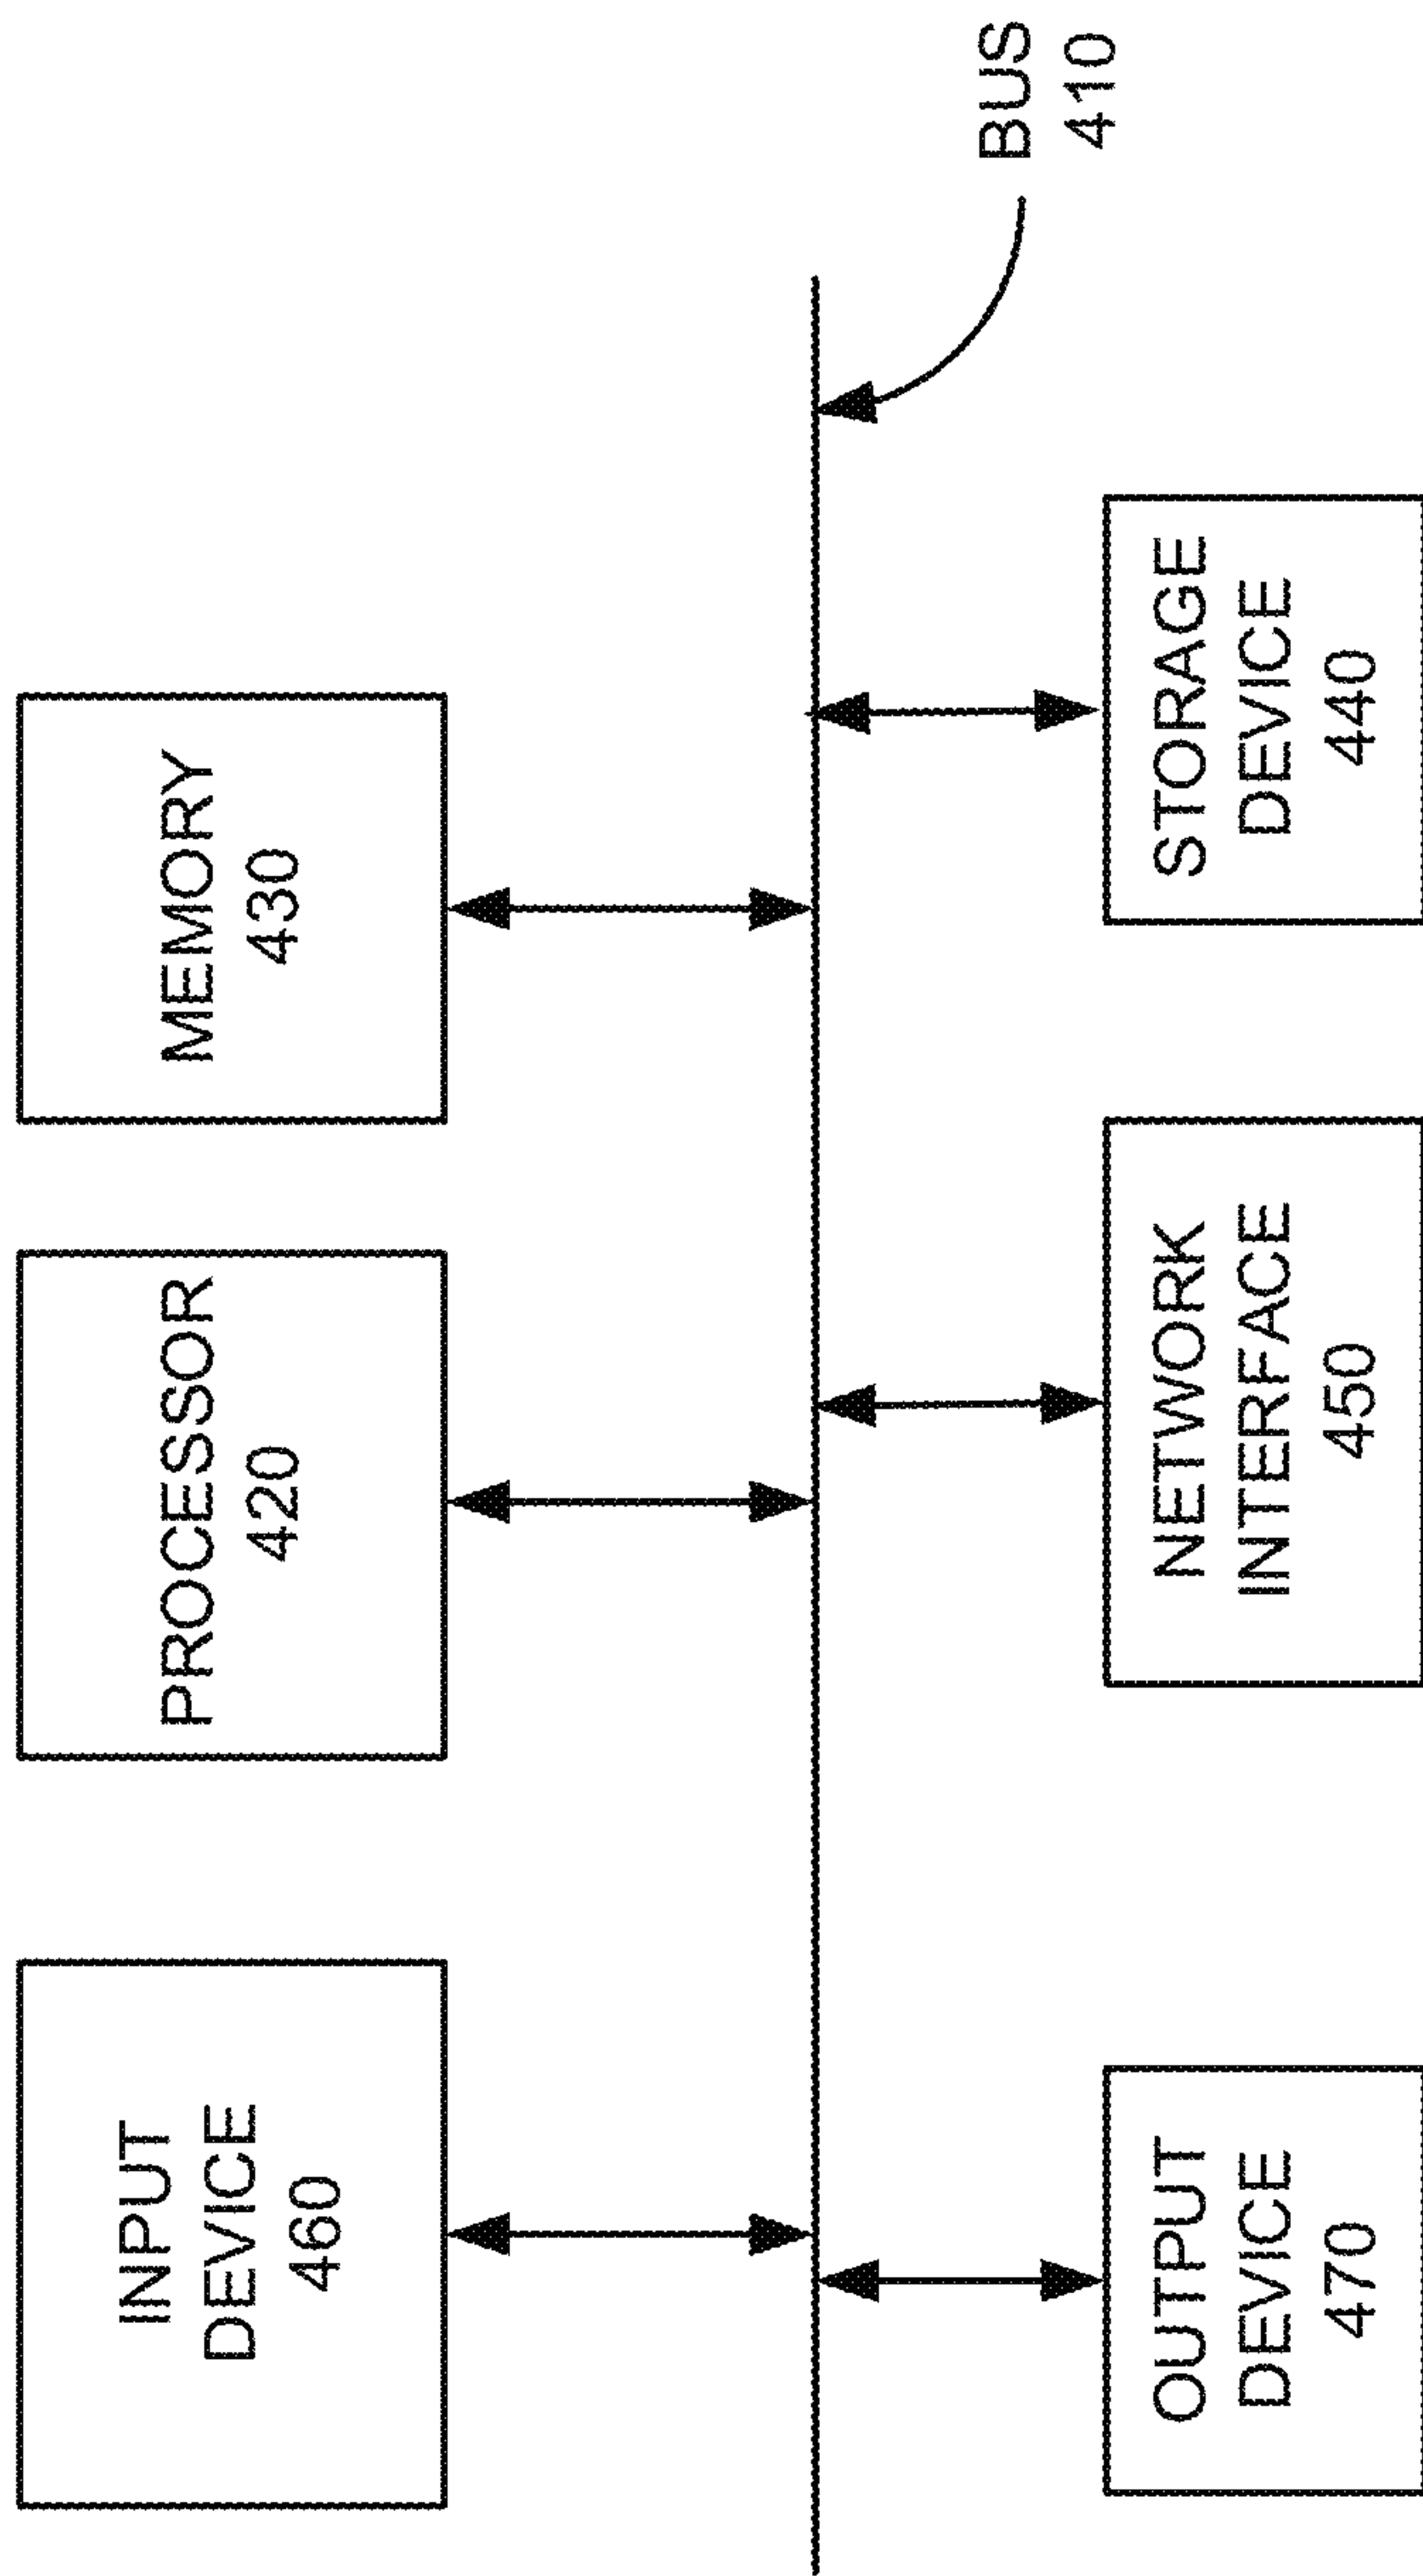 INPUT
DEVICE
460
PROCESSOR
420
MEMORY
430
BUS
410
OUTPUT
DEVICE
470
NETWORK
INTERFACE
450
STORAGE
DEVICE
440